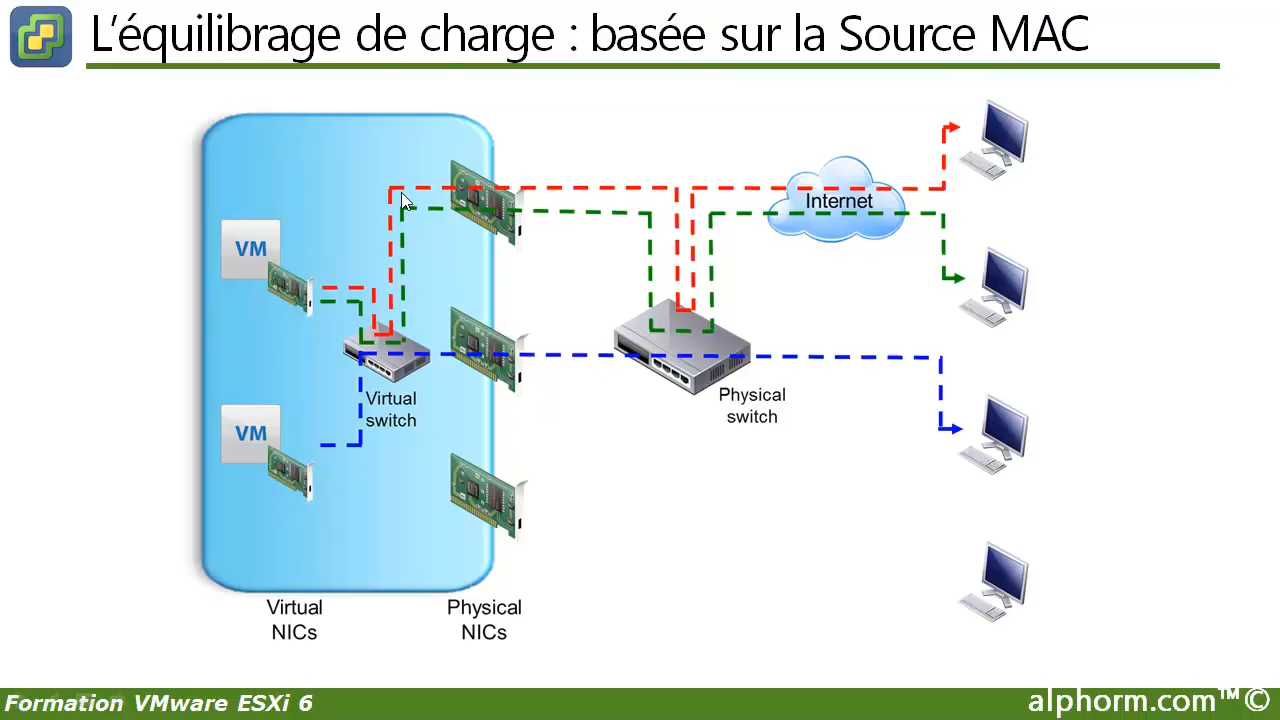 L’équilibrage de charge : basée sur la Source MAC
Internet
VM
Virtual
switch
Physical
switch
VM
Virtual
NICs
Physical
NICs
Formation VMware ESXi 6
alphorm.com™©